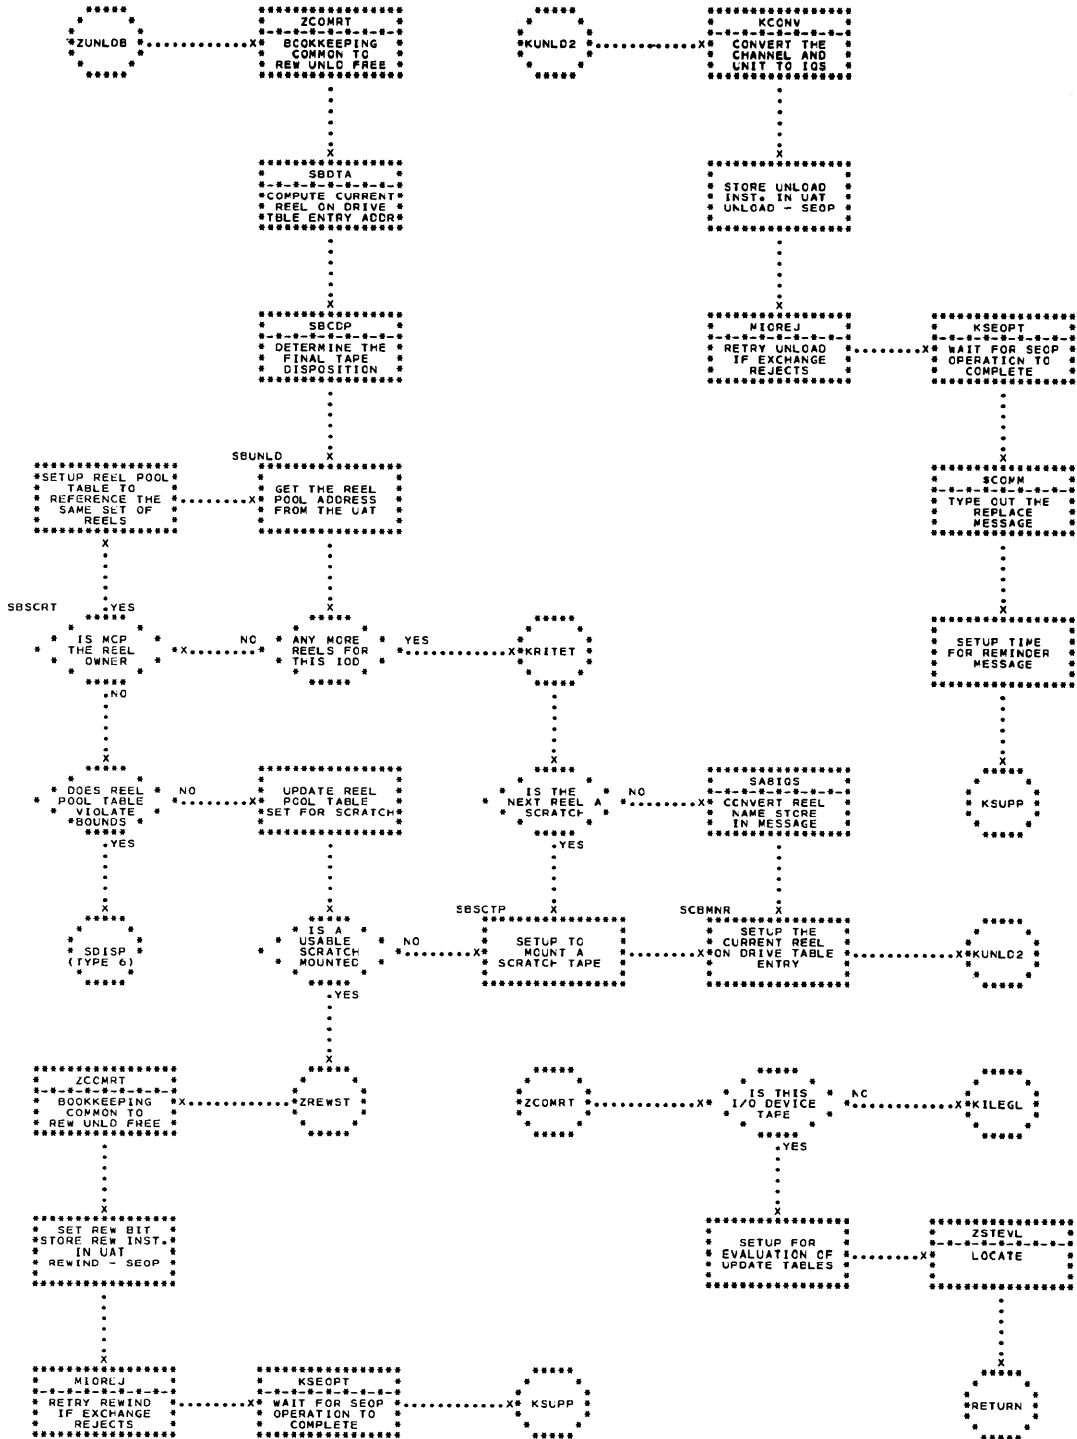 ZCOMRT
KCONV
ZUNLDB
BOOKKEEPING
COMMON TO
REW UNLD FREE
KUNLD2
CONVERT THE
CHANNEL AND
UNIT TO IQS
SBDTA
COMPUTE CURRENT
REEL ON DRIVE
TBLE ENTRY ADDR
STORE UNLOAD
INST. IN UAT
UNLOAD - SEOP
SBCDP
DETERMINE THE
FINAL TAPE
DISPOSITION
MIOREJ
RETRY UNLOAD
IF EXCHANGE
REJECTS
KSEOPT
WAIT FOR SEOP
OPERATION TO
COMPLETE
SETUP REEL POOL
TABLE TO
REFERENCE THE
SAME SET OF
REELS
SBUNLD
GET THE REEL
POOL ADDRESS
FROM THE UAT
$COMM
TYPE OUT THE
REPLACE
MESSAGE
SBSCRT
YES
IS MCP
THE REEL
OWNER
NO
ANY MORE
REELS FOR
THIS IOD
YES
KRITET
SETUP TIME
FOR REMINDER
MESSAGE
NO
DOES REEL
POOL TABLE
VIOLATE
BOUNDS
NO
UPDATE REEL
POOL TABLE
SET FOR SCRATCH
IS THE
NEXT REEL A
SCRATCH
NO
SABIQS
CONVERT REEL
NAME STORE
IN MESSAGE
KSUPP
YES
YES
SDISP
(TYPE 6)
IS A
USABLE
SCRATCH
MOUNTED
NO
SBSCTP
SETUP TO
MOUNT A
SCRATCH TAPE
SCBMNR
SETUP THE
CURRENT REEL
ON DRIVE TABLE
ENTRY
KUNLD2
YES
ZCOMRT
BOOKKEEPING
COMMON TO
REW UNLD FREE
ZREWST
ZCOMRT
IS THIS
I/O DEVICE
TAPE
NO
KILEGL
YES
SET REW BIT
STORE REW INST.
IN UAT
REWIND - SEOP
SETUP FOR
EVALUATION OF
UPDATE TABLES
ZSTEVL
LOCATE
MIOREJ
RETRY REWIND
IF EXCHANGE
REJECTS
KSEOPT
WAIT FOR SEOP
OPERATION TO
COMPLETE
KSUPP
RETURN